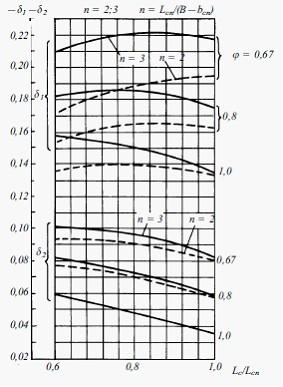 −δ₁−δ₂ n = 2;3 n = Lсп/(B−bсп)
0,22
0,20
0,18
δ₁
0,16
0,14
0,12
0,10
0,08
δ₂
0,06
0,04
0,02
n = 3
n = 2
φ = 0,67
0,8
1,0
n = 3
n = 2
0,67
0,8
1,0
0,6 0,8 1,0 Lc/Lсп